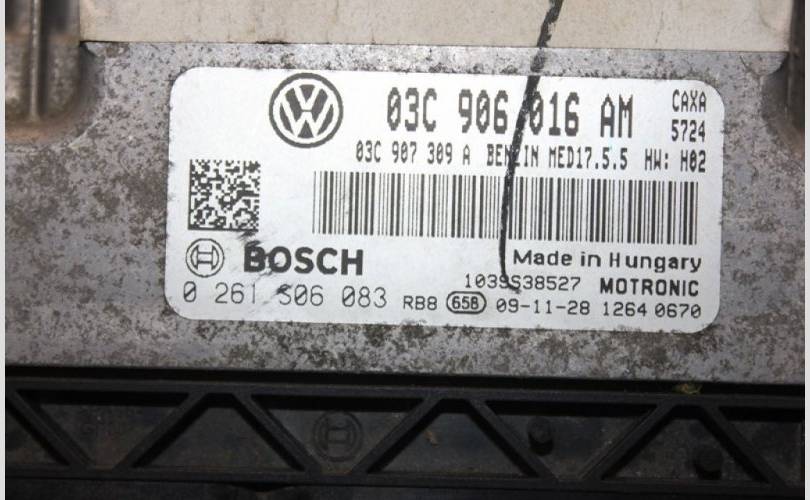 03C 906 016 AM CAXA
5724
03C 907 309 A BENZIN MED17.5.5 HW: H02
BOSCH
Made in Hungary
1039S38527 MOTRONIC
0 261 S06 083 RB8 658 09-11-28 1264 0670